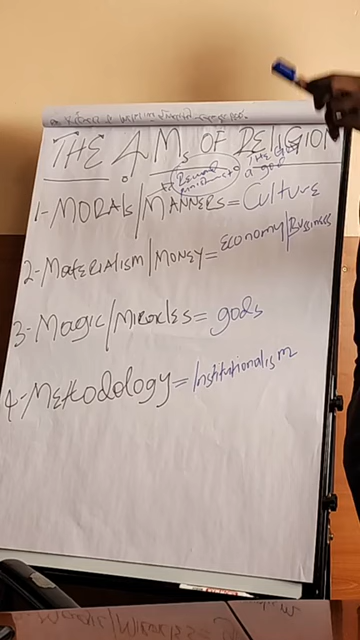 THE 4 Ms OF RELIGION
1- MORAls/MANNERS = CulturE
2- MaterIAlism/MONEY = Economy/Bussiness
3- Magic/MiraclEs = gods
4- MEthodology = Institutionalism